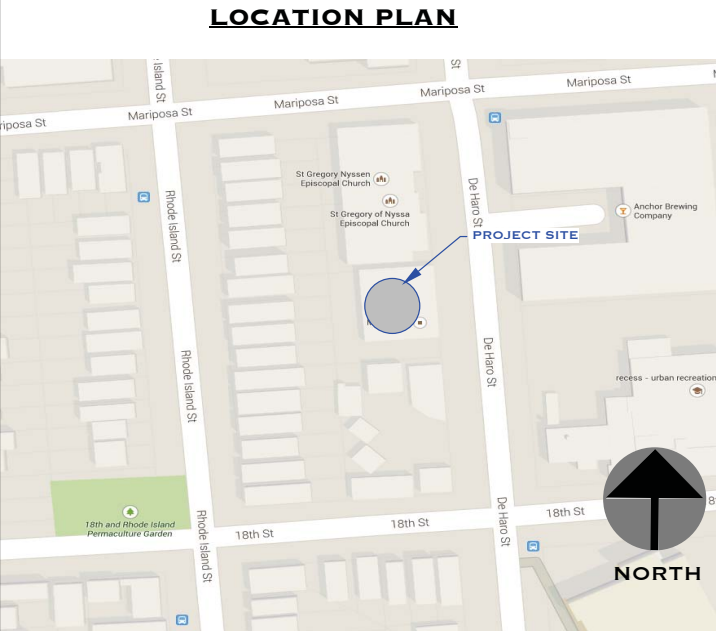 LOCATION PLAN
Island St
St
Mariposa St
Mariposa St
Mariposa St
Mariposa St
riposa St
St Gregory Nyssen
Episcopal Church
De Haro St
Rhode Island St
St Gregory of Nyssa
Episcopal Church
Anchor Brewing
Company
PROJECT SITE
De Haro St
Rhode Island St
recess - urban recreation
18th and Rhode Island
Permaculture Garden
Rhode Island St
18th St
18th St
De Haro St
18th St
NORTH